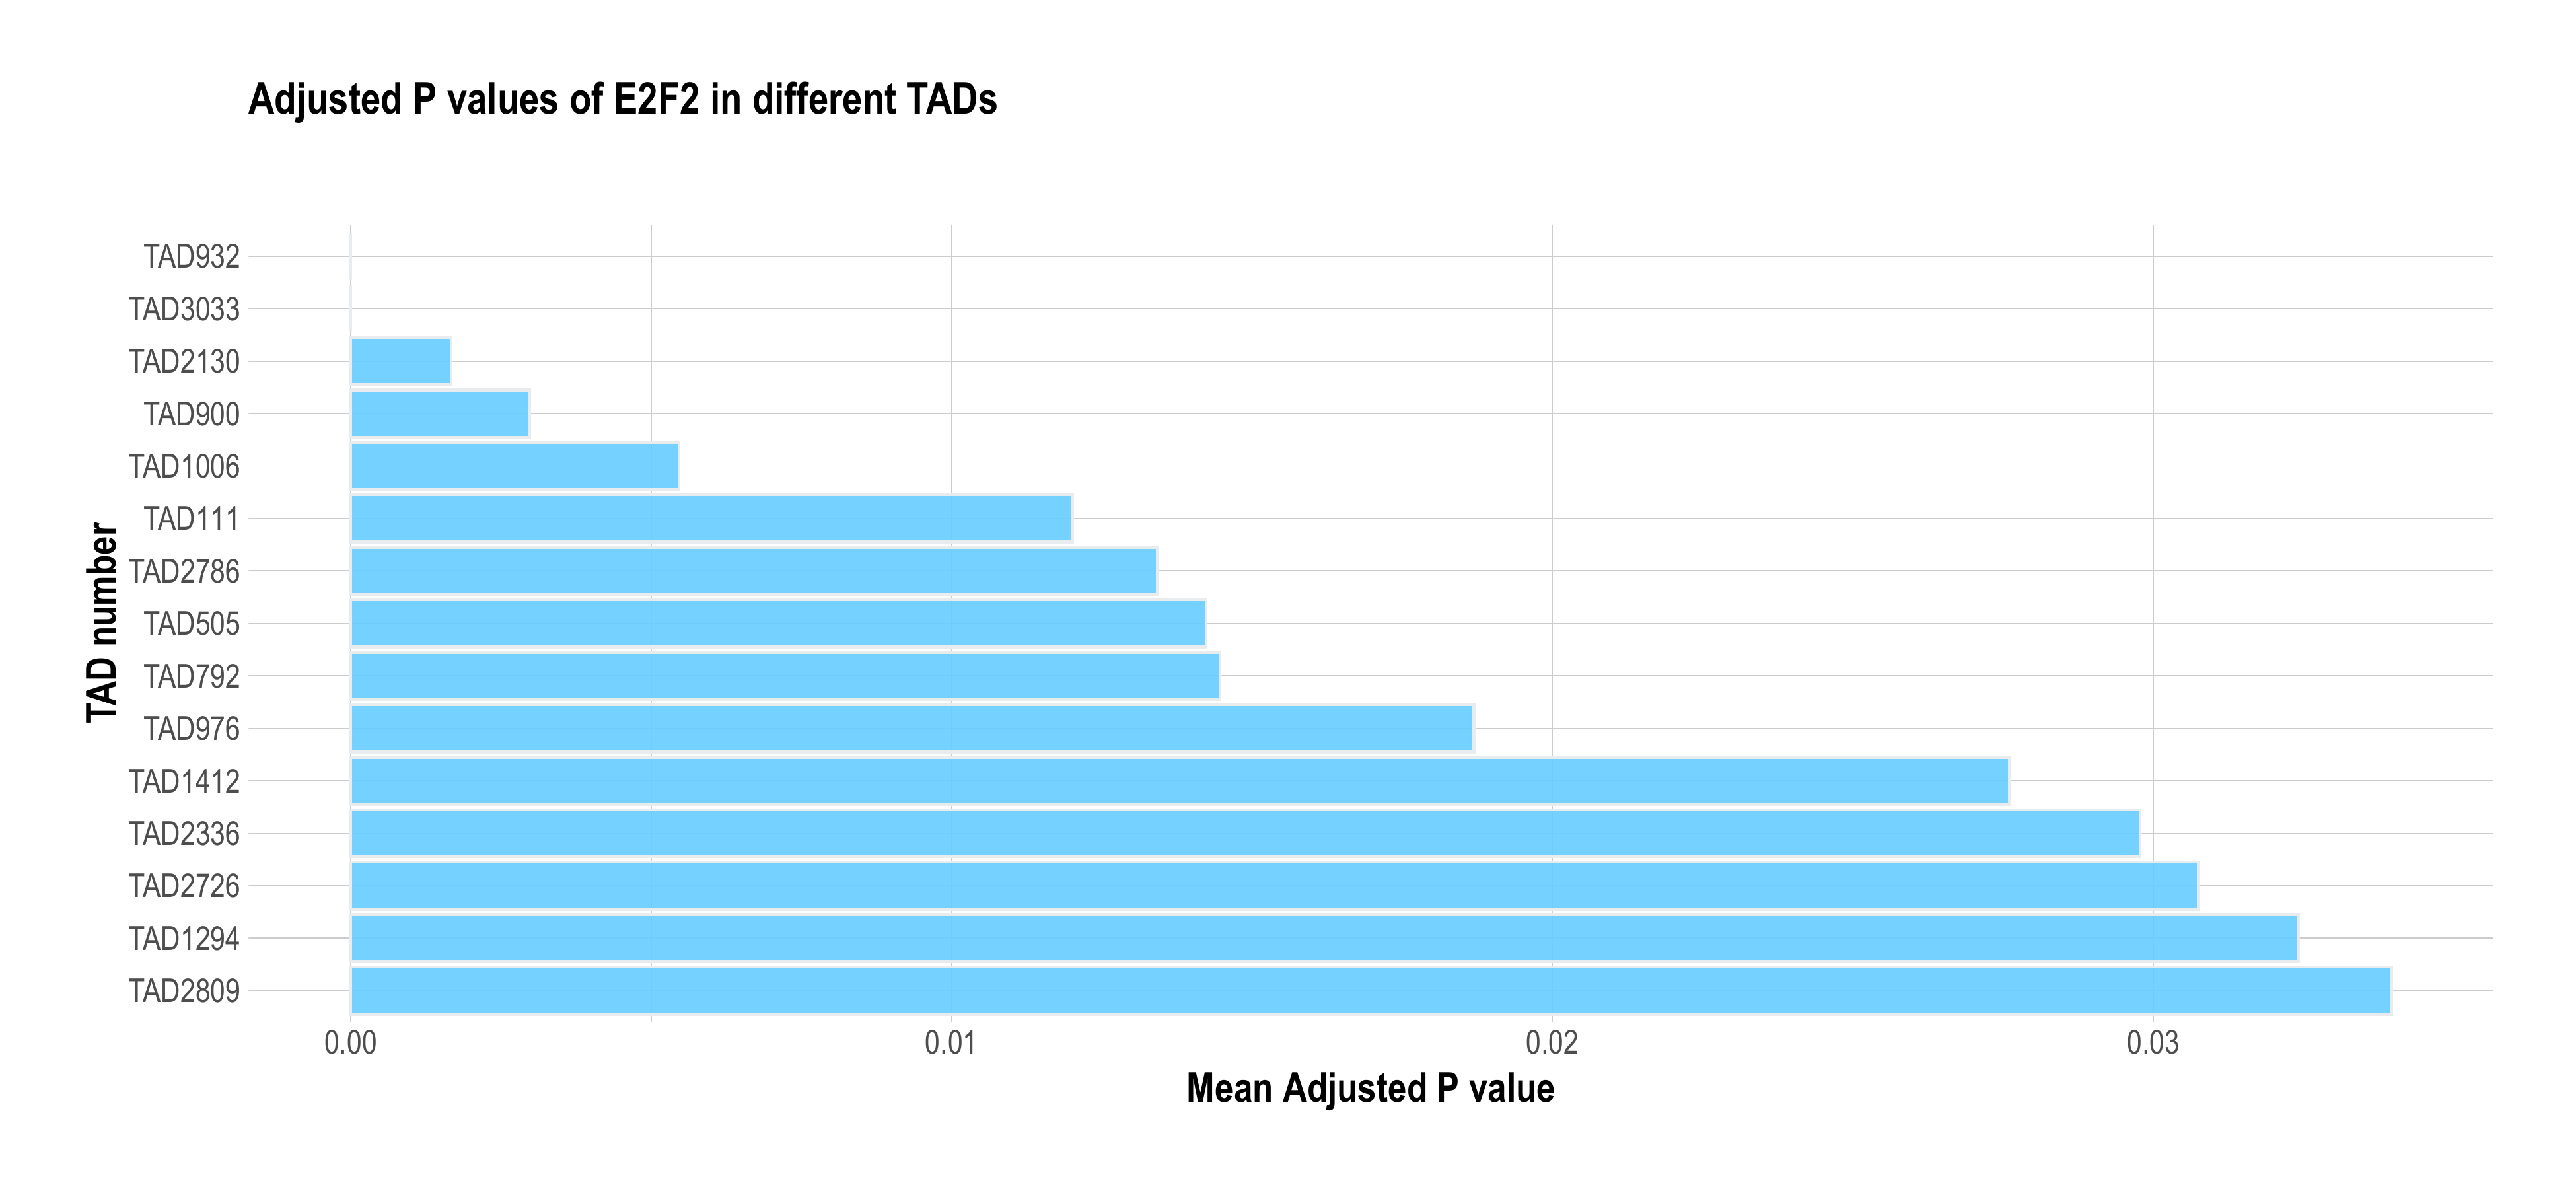 Adjusted P values of E2F2 in different TADs
TAD number
TAD932
TAD3033
TAD2130
TAD900
TAD1006
TAD111
TAD2786
TAD505
TAD792
TAD976
TAD1412
TAD2336
TAD2726
TAD1294
TAD2809
0.00 0.01 0.02 0.03
Mean Adjusted P value